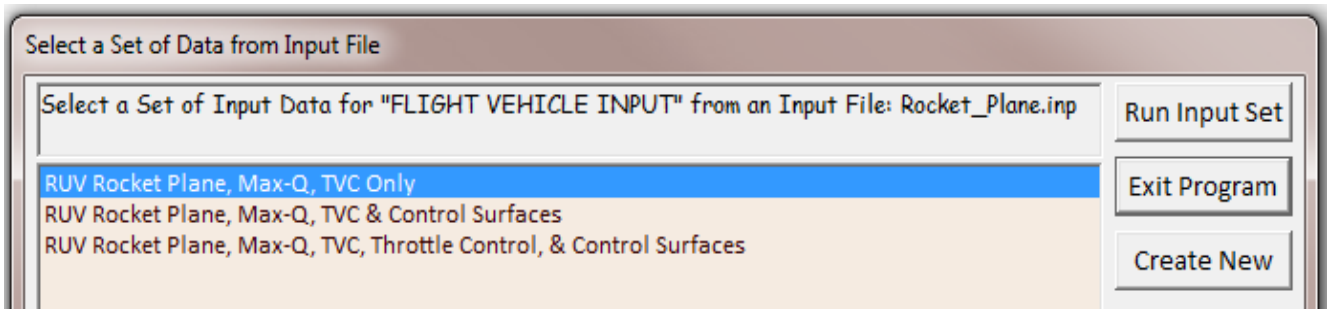 Select a Set of Data from Input File
Select a Set of Input Data for "FLIGHT VEHICLE INPUT" from an Input File: Rocket_Plane.inp
Run Input Set
RUV Rocket Plane, Max-Q, TVC Only
Exit Program
RUV Rocket Plane, Max-Q, TVC & Control Surfaces
RUV Rocket Plane, Max-Q, TVC, Throttle Control, & Control Surfaces
Create New